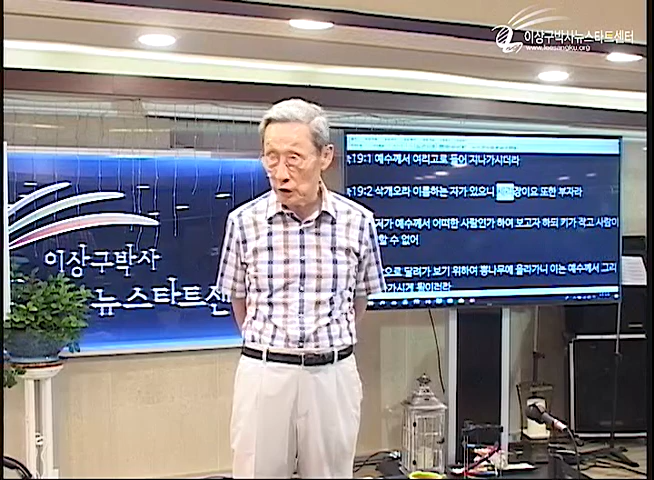 이상구박사뉴스타트센터
www.leesangku.org
19:1 예수께서 여리고로 들어 지나가시더라
19:2 삭개오라 이름하는 자가 있으니 장이요 또한 부자라
저가 예수께서 어떠한 사람인가 하여 보고자 하되 키가 작고 사람이
할 수 없어
으로 달려가 보기 위하여 뽕나무에 올라가니 이는 예수께서 그리
가시게 됨이러라
이상구박사
뉴스타트센